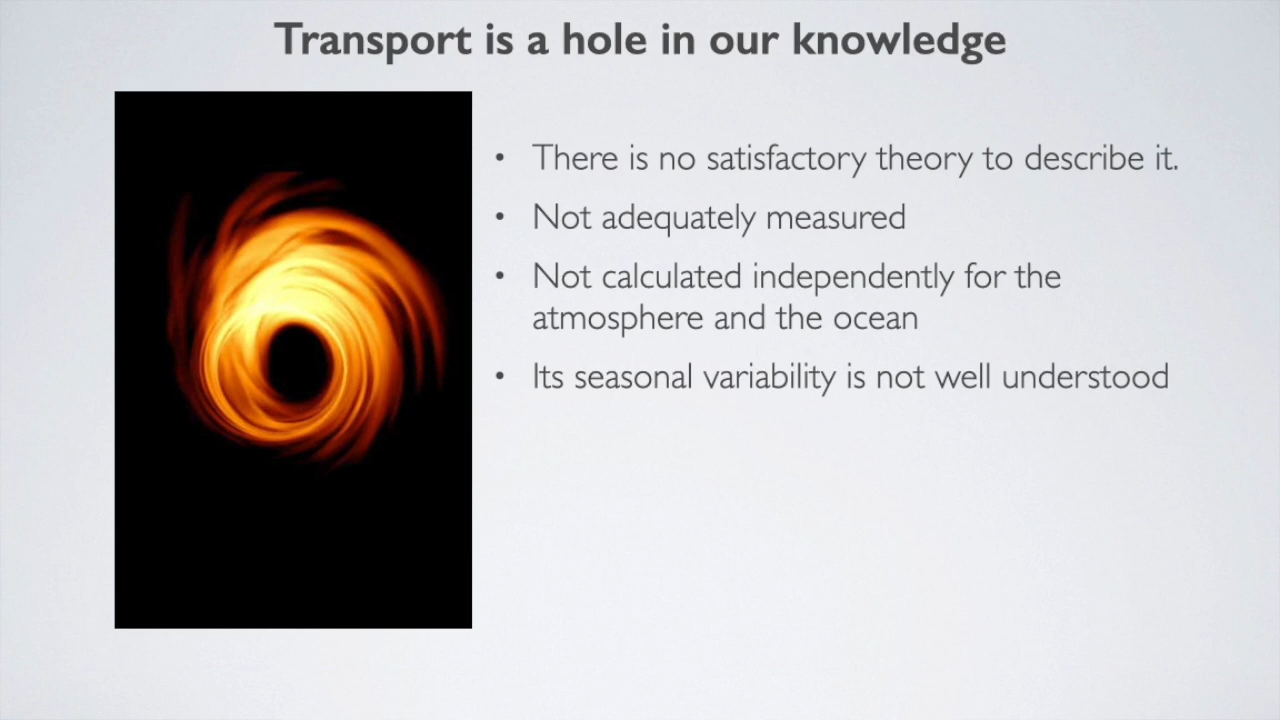 Transport is a hole in our knowledge
• There is no satisfactory theory to describe it.
• Not adequately measured
• Not calculated independently for the
atmosphere and the ocean
• Its seasonal variability is not well understood